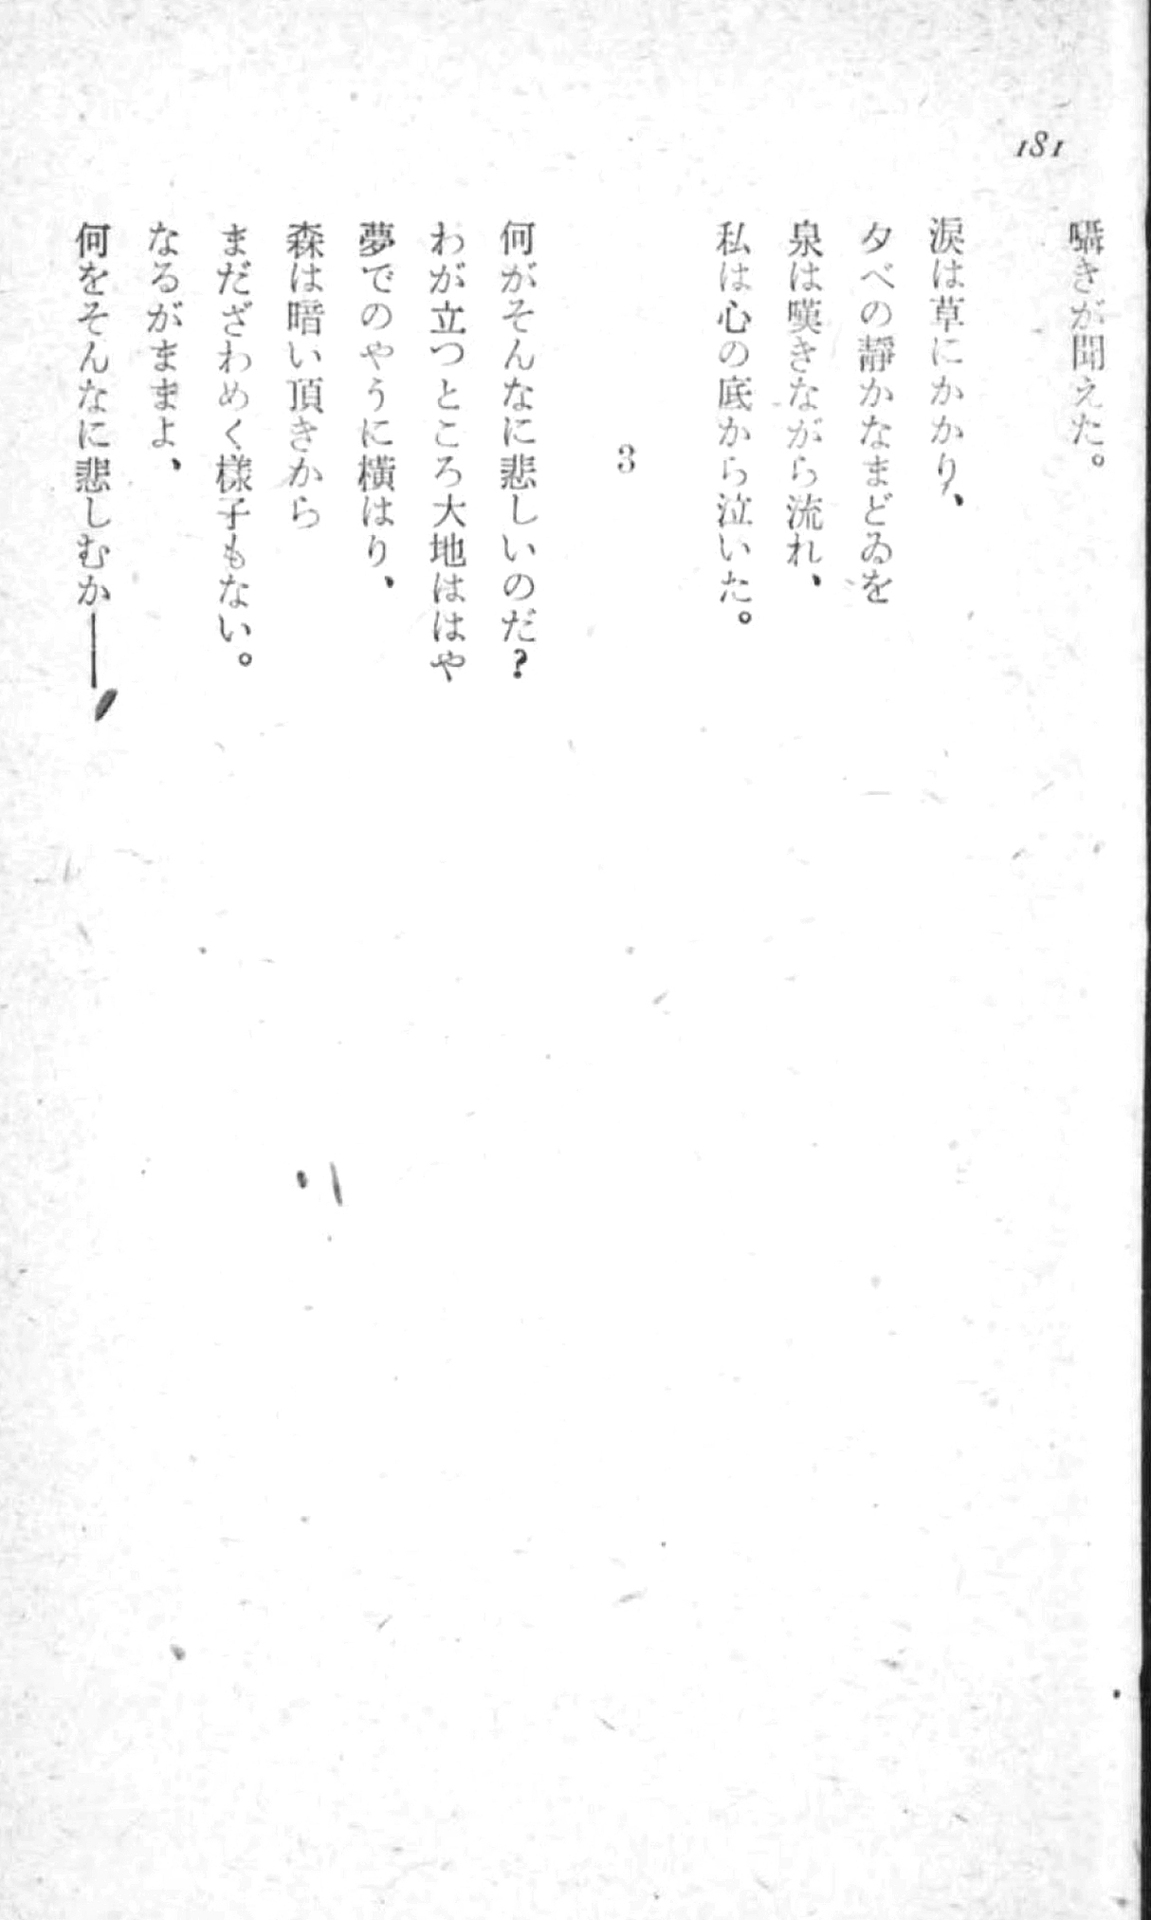 181
囁きが聞えた。
涙は草にかかり、
夕べの靜かなまどゐを
泉は嘆きながら流れ、
私は心の底から泣いた。
3
何がそんなに悲しいのだ?
わが立つところ大地ははや
夢でのやうに横はり、
森は暗い頂きから
まだざわめく様子もない。
なるがままよ、
何をそんなに悲しむか——